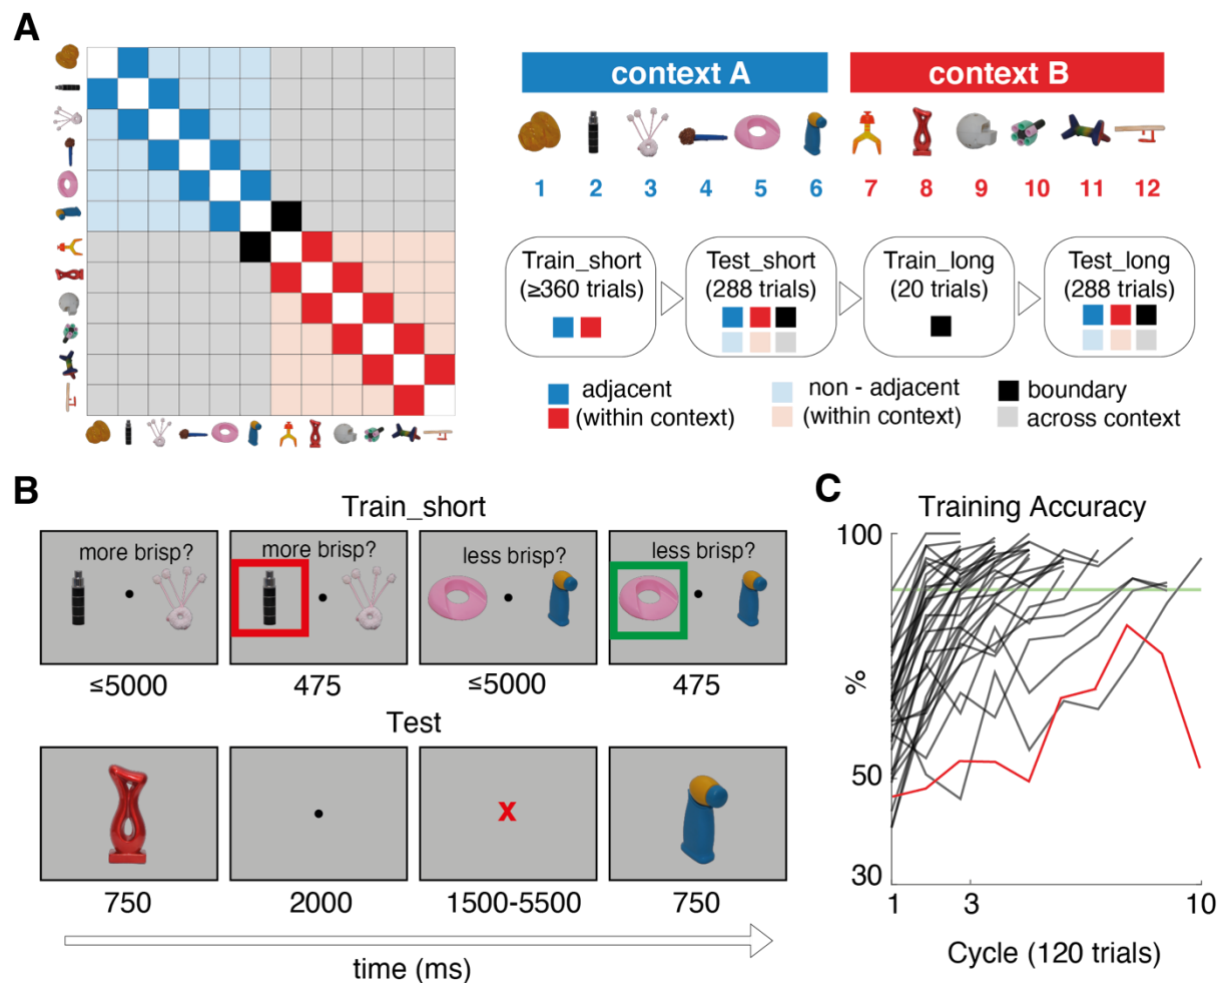 A
context A
context B
1 2 3 4 5 6 7 8 9 10 11 12
Train_short
(≥360 trials)
Test_short
(288 trials)
Train_long
(20 trials)
Test_long
(288 trials)
adjacent
(within context)
non - adjacent
(within context)
boundary
across context
B
Train_short
more brisp?
more brisp?
less brisp?
less brisp?
≤5000
475
≤5000
475
Test
x
750
2000
1500-5500
750
time (ms)
C
Training Accuracy
100
%
50
30
1 3 10
Cycle (120 trials)